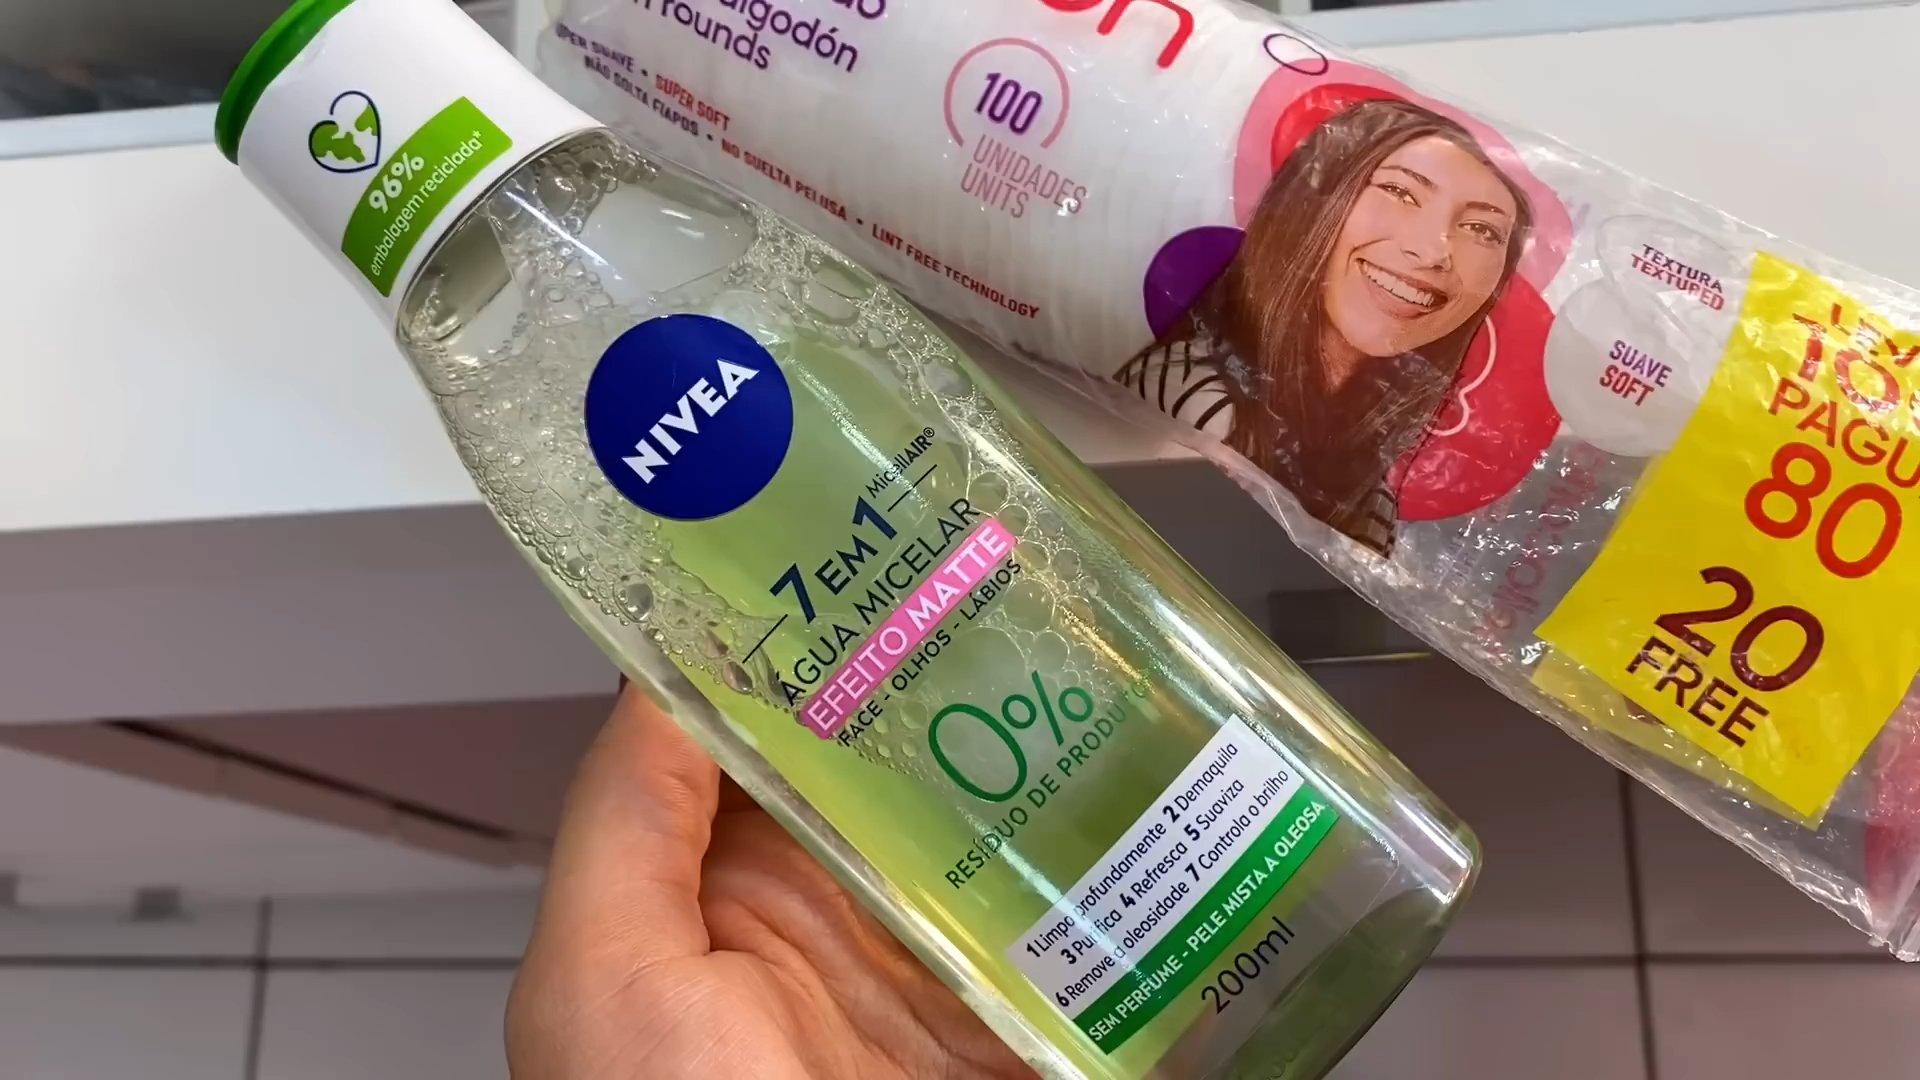 96%
embalagem reciclada*
NIVEA
7 EM 1 MicellAIR®
ÁGUA MICELAR
EFEITO MATTE
FACE - OLHOS - LÁBIOS
0%
RESÍDUO DE
1 Limpa profundamente 2 Demaquila
3 Purifica 4 Refresca 5 Suaviza
6 Remove a oleosidade 7 Controla o brilho
SEM PERFUME - PELE MISTA A OLEOSA
200ml
algodón
rounds
SUAVE • SUPER SOFT
NÃO SOLTA FIAPOS • NO SUELTA PELUSA • LINT FREE TECHNOLOGY
100
UNIDADES
UNITS
TEXTURA
TEXTURED
SUAVE
SOFT
80
20
FREE